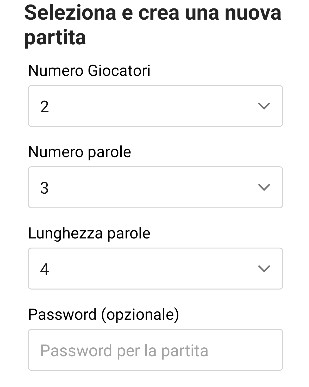 Seleziona e crea una nuova
partita
Numero Giocatori
2
Numero parole
3
Lunghezza parole
4
Password (opzionale)
Password per la partita